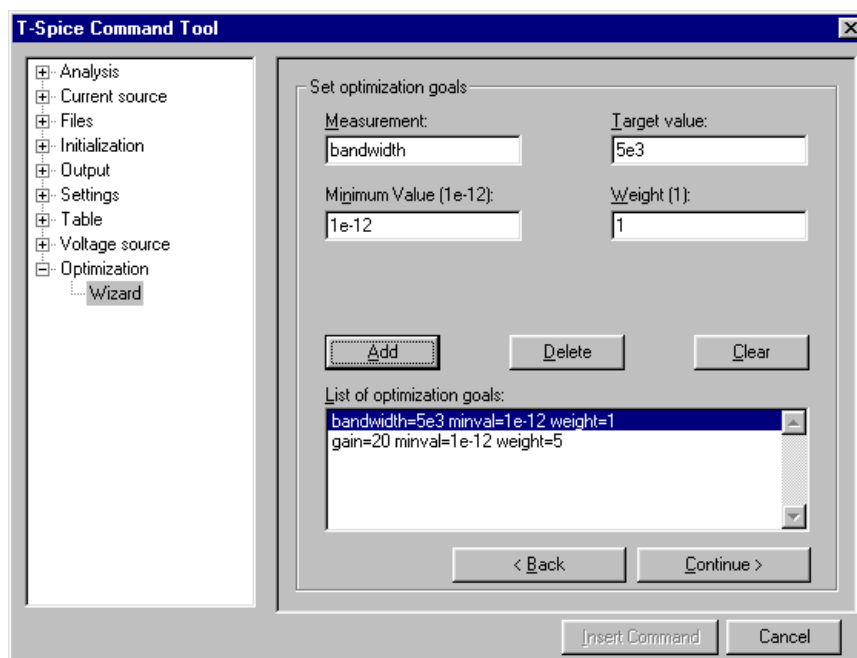 T-Spice Command Tool
Analysis
Current source
Files
Initialization
Output
Settings
Table
Voltage source
Optimization
Wizard
Set optimization goals
Measurement: Target value:
bandwidth 5e3
Minimum Value (1e-12): Weight (1):
1e-12 1
Add Delete Clear
List of optimization goals:
bandwidth=5e3 minval=1e-12 weight=1
gain=20 minval=1e-12 weight=5
< Back Continue >
Insert Command Cancel